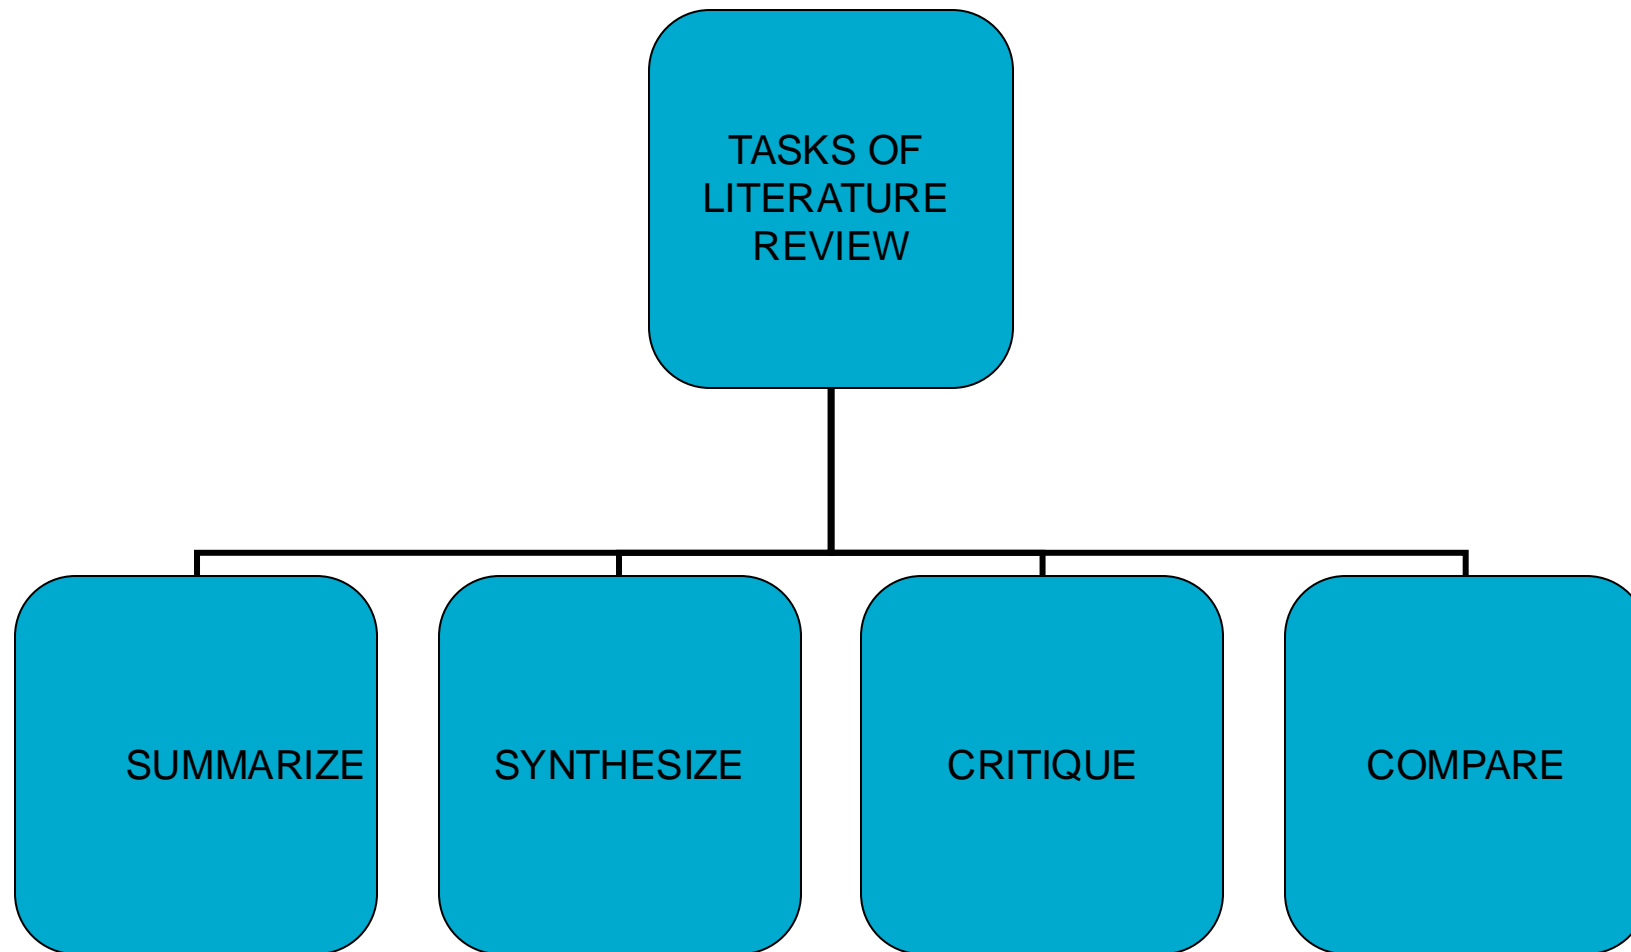 TASKS OF
LITERATURE
REVIEW
SUMMARIZE
SYNTHESIZE
CRITIQUE
COMPARE